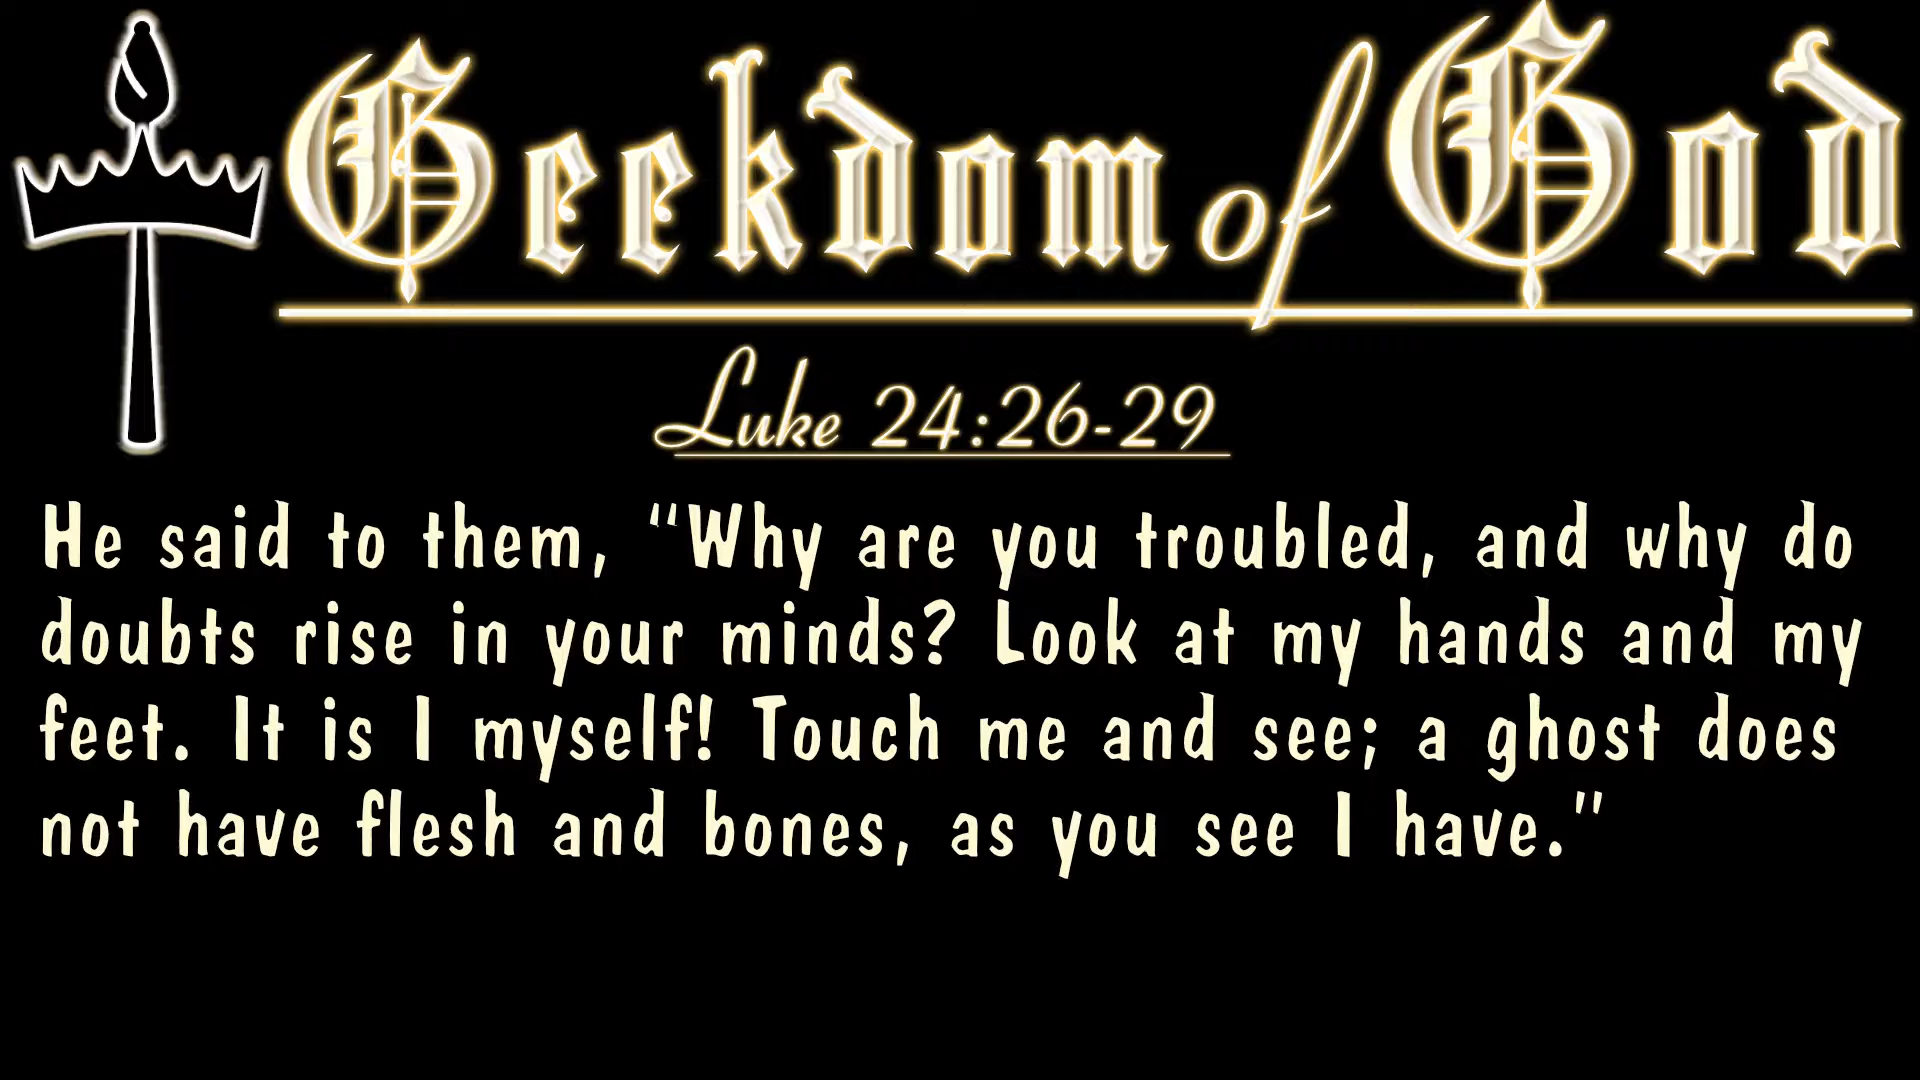 Geekdom of God
Luke 24:26-29
He said to them, “Why are you troubled, and why do
doubts rise in your minds? Look at my hands and my
feet. It is I myself! Touch me and see; a ghost does
not have flesh and bones, as you see I have.”